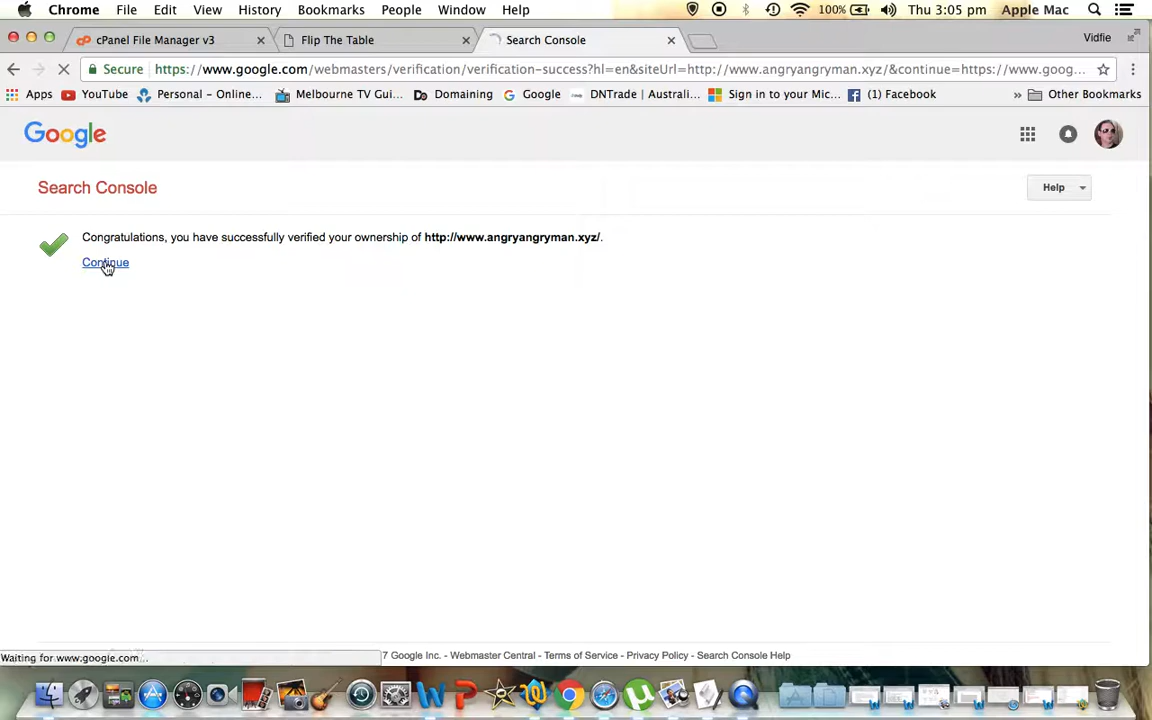 Chrome File Edit View History Bookmarks People Window Help 100% Thu 3:05 pm Apple Mac
cPanel File Manager v3 Flip The Table Search Console Vidfie
Secure https://www.google.com/webmasters/verification/verification-success?hl=en&siteUrl=http://www.angryangryman.xyz/&continue=https://www.goog...
Apps YouTube Personal – Online... Melbourne TV Gui... Do Domaining Google DNTrade | Australi... Sign in to your Mic... (1) Facebook » Other Bookmarks
Google
Search Console Help
Congratulations, you have successfully verified your ownership of http://www.angryangryman.xyz/.
Continue
Waiting for www.google.com... 7 Google Inc. - Webmaster Central - Terms of Service - Privacy Policy - Search Console Help